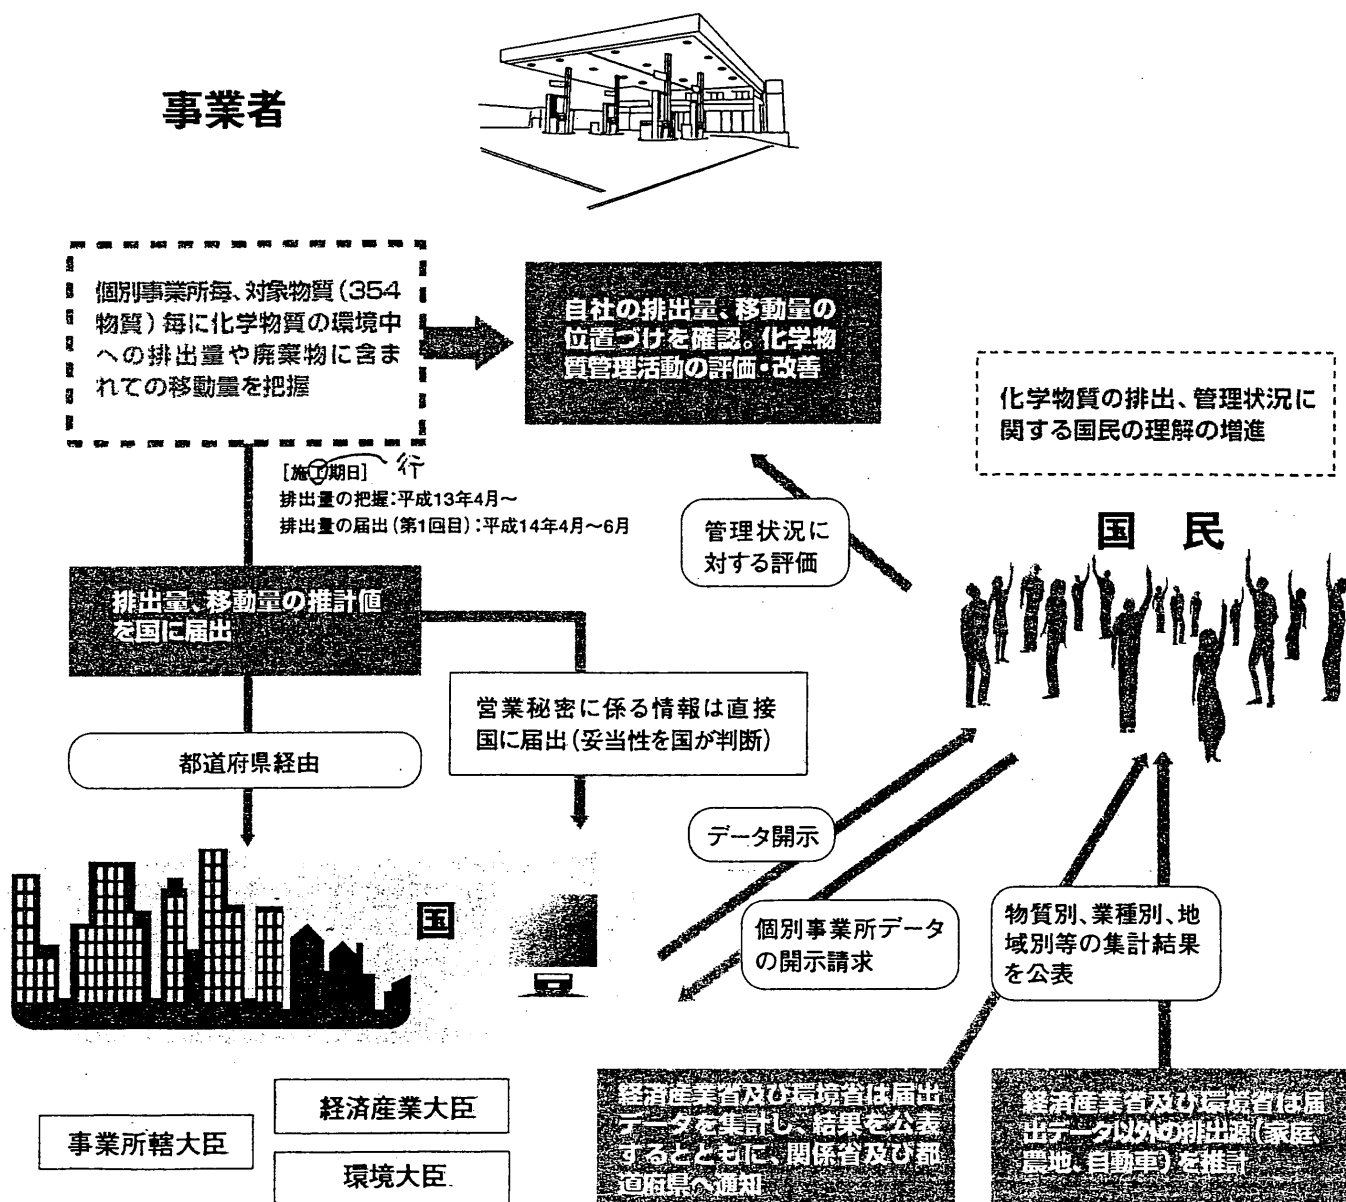 事業者
個別事業所毎、対象物質(354
物質)毎に化学物質の環境中
への排出量や廃棄物に含ま
れての移動量を把握
自社の排出量、移動量の
位置づけを確認。化学物
質管理活動の評価・改善
化学物質の排出、管理状況に
関する国民の理解の増進
[施工期日] 行
排出量の把握:平成13年4月〜
排出量の届出(第1回目):平成14年4月〜6月
管理状況に
対する評価
国 民
排出量、移動量の推計値
を国に届出
営業秘密に係る情報は直接
国に届出(妥当性を国が判断)
都道府県経由
データ開示
国
個別事業所データ
の開示請求
物質別、業種別、地
域別等の集計結果
を公表
事業所轄大臣
経済産業大臣
環境大臣
経済産業省及び環境省は届出
データを集計し、結果を公表
するとともに、関係省及び都
道府県へ通知
経済産業省及び環境省は届
出データ以外の排出源(家庭、
農地、自動車)を推計